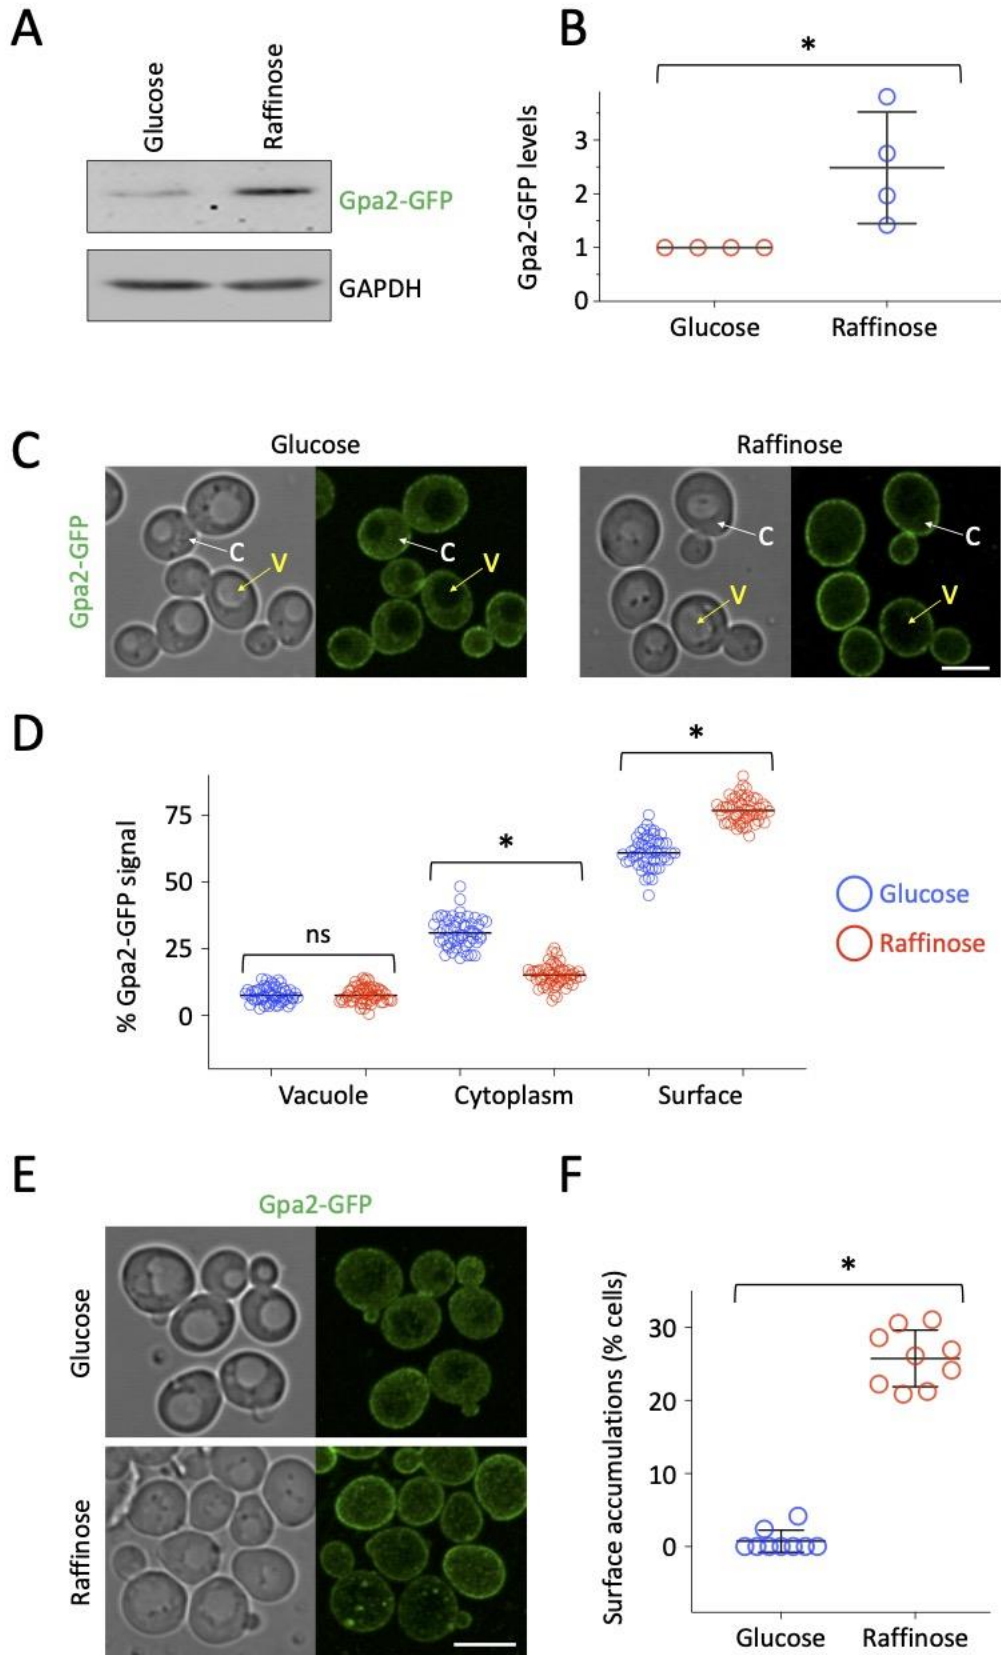 A
Glucose
Raffinose
Gpa2-GFP
GAPDH
B
*
Gpa2-GFP levels
3
2
1
0
Glucose
Raffinose
C
Glucose
Raffinose
Gpa2-GFP
C
V
C
V
C
V
C
V
D
% Gpa2-GFP signal
75
50
25
0
ns
*
*
Vacuole
Cytoplasm
Surface
Glucose
Raffinose
E
Gpa2-GFP
Glucose
Raffinose
F
*
Surface accumulations (% cells)
30
20
10
0
Glucose
Raffinose